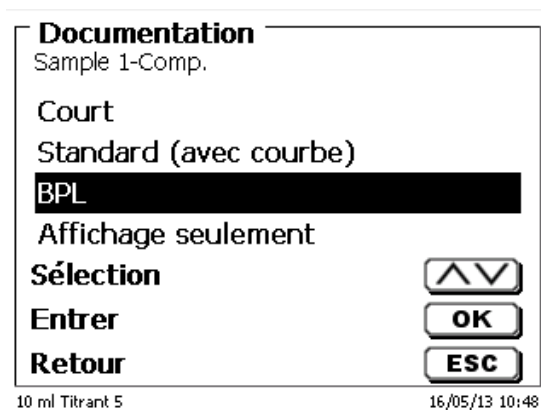 Documentation
Sample 1-Comp.
Court
Standard (avec courbe)
BPL
Affichage seulement
Sélection
Entrer OK
Retour ESC
10 ml Titrant 5 16/05/13 10:48